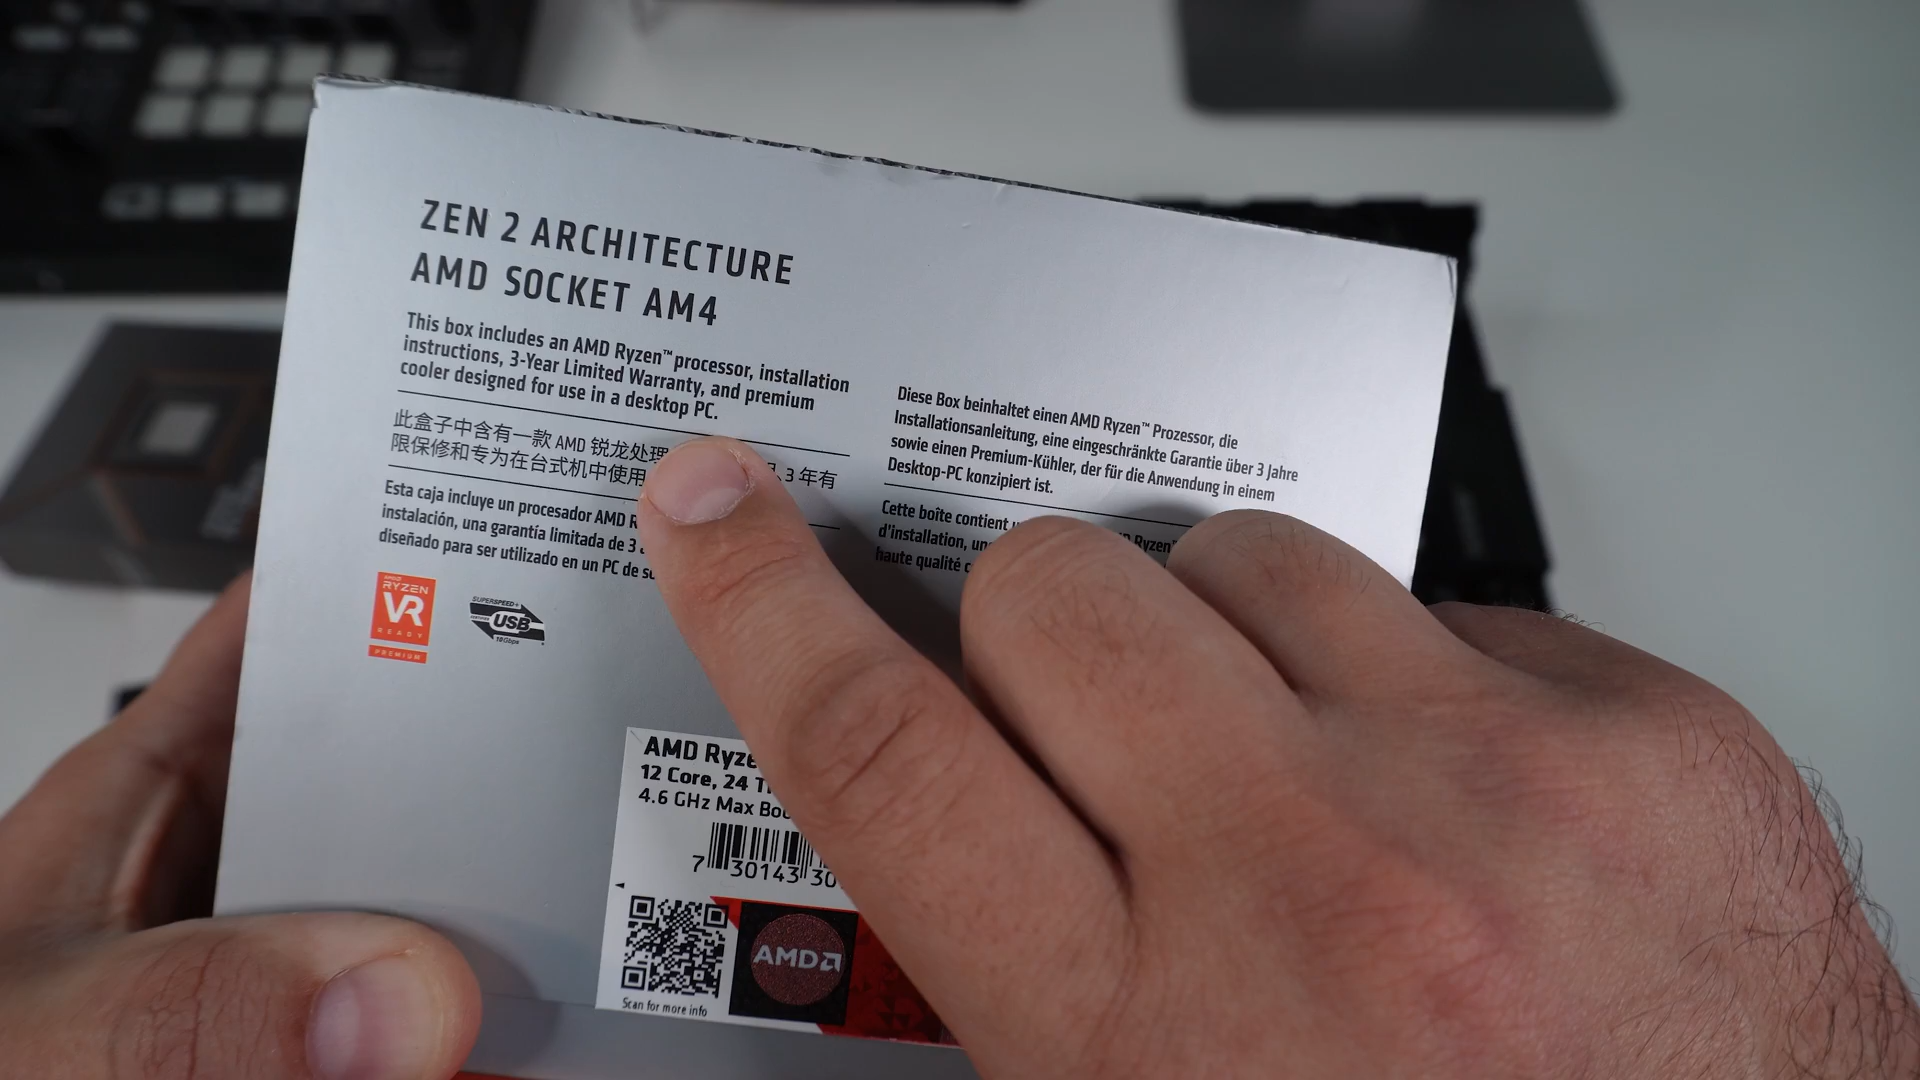 ZEN 2 ARCHITECTURE
AMD SOCKET AM4
This box includes an AMD Ryzen™ processor, installation
instructions, 3-Year Limited Warranty, and premium
cooler designed for use in a desktop PC.
此盒子中含有一款 AMD 锐龙处理
3 年有
限保修和专为在台式机中使用
Esta caja incluye un procesador AMD
instalación, una garantía limitada de 3
diseñado para ser utilizado en un PC de
Diese Box beinhaltet einen AMD Ryzen™ Prozessor, die
Installationsanleitung, eine eingeschränkte Garantie über 3 Jahre
sowie einen Premium-Kühler, der für die Anwendung in einem
Desktop-PC konzipiert ist.
Cette boîte contient
Ryzen™
d'installation,
haute qualité
AMD
RYZEN
VR
READY
PREMIUM
SUPERSPEED+
CERTIFIED
USB
10Gbps
AMD
12 Core, 24
4.6 GHz Max
7 30143 30
AMD
Scan for more info